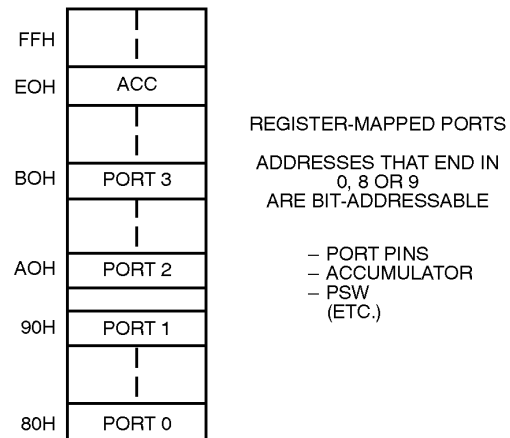 FFH
EOH ACC
BOH PORT 3
AOH PORT 2
90H PORT 1
80H PORT 0
REGISTER-MAPPED PORTS
ADDRESSES THAT END IN
0, 8 OR 9
ARE BIT-ADDRESSABLE
– PORT PINS
– ACCUMULATOR
– PSW
(ETC.)